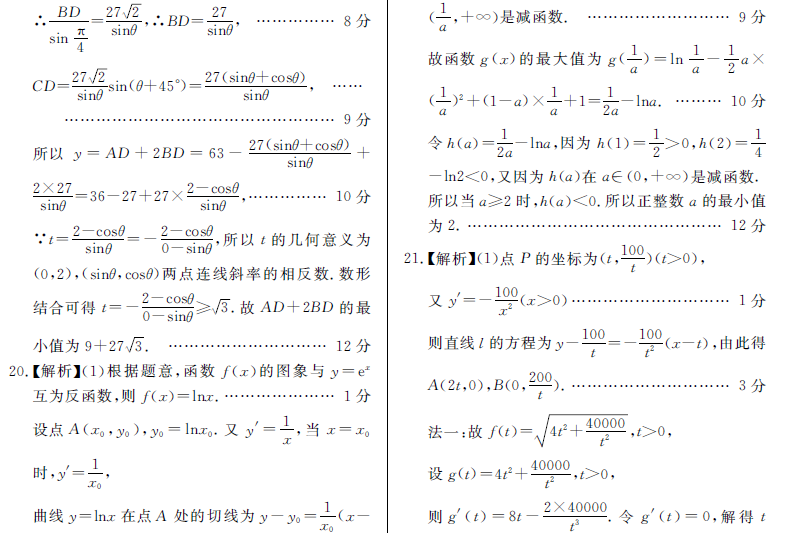 ∴BD/sin π/4=27√2/sinθ,∴BD=27/sinθ, …………… 8分
CD=27√2/sinθ sin(θ+45°)=27(sinθ+cosθ)/sinθ, ……
………………………………………… 9分
所以 y=AD+2BD=63-27(sinθ+cosθ)/sinθ+
2×27/sinθ=36-27+27×2-cosθ/sinθ,…………… 10分
∵t=2-cosθ/sinθ=-2-cosθ/0-sinθ,所以 t 的几何意义为
(0,2),(sinθ,cosθ)两点连线斜率的相反数.数形
结合可得 t=-2-cosθ/0-sinθ≥√3.故 AD+2BD 的最
小值为 9+27√3. ………………………… 12分
20.【解析】(1)根据题意,函数 f(x)的图象与 y=eˣ
互为反函数,则 f(x)=lnx.………………… 1分
设点 A(x₀,y₀),y₀=lnx₀.又 y′=1/x,当 x=x₀
时,y′=1/x₀,
曲线 y=lnx 在点 A 处的切线为 y-y₀=1/x₀(x-
(1/a,+∞)是减函数. ……………………… 9分
故函数 g(x)的最大值为 g(1/a)=ln 1/a-1/2a×
(1/a)²+(1-a)×1/a+1=1/2a-lna. ……… 10分
令 h(a)=1/2a-lna,因为 h(1)=1/2>0,h(2)=1/4
-ln2<0,又因为 h(a)在 a∈(0,+∞)是减函数.
所以当 a≥2 时,h(a)<0.所以正整数 a 的最小值
为 2. ……………………………………… 12分
21.【解析】(1)点 P 的坐标为(t,100/t)(t>0),
又 y′=-100/x²(x>0)………………………… 1分
则直线 l 的方程为 y-100/t=-100/t²(x-t),由此得
A(2t,0),B(0,200/t). ………………………… 3分
法一:故 f(t)=√(4t²+40000/t²),t>0,
设 g(t)=4t²+40000/t²,t>0,
则 g′(t)=8t-2×40000/t³.令 g′(t)=0,解得 t